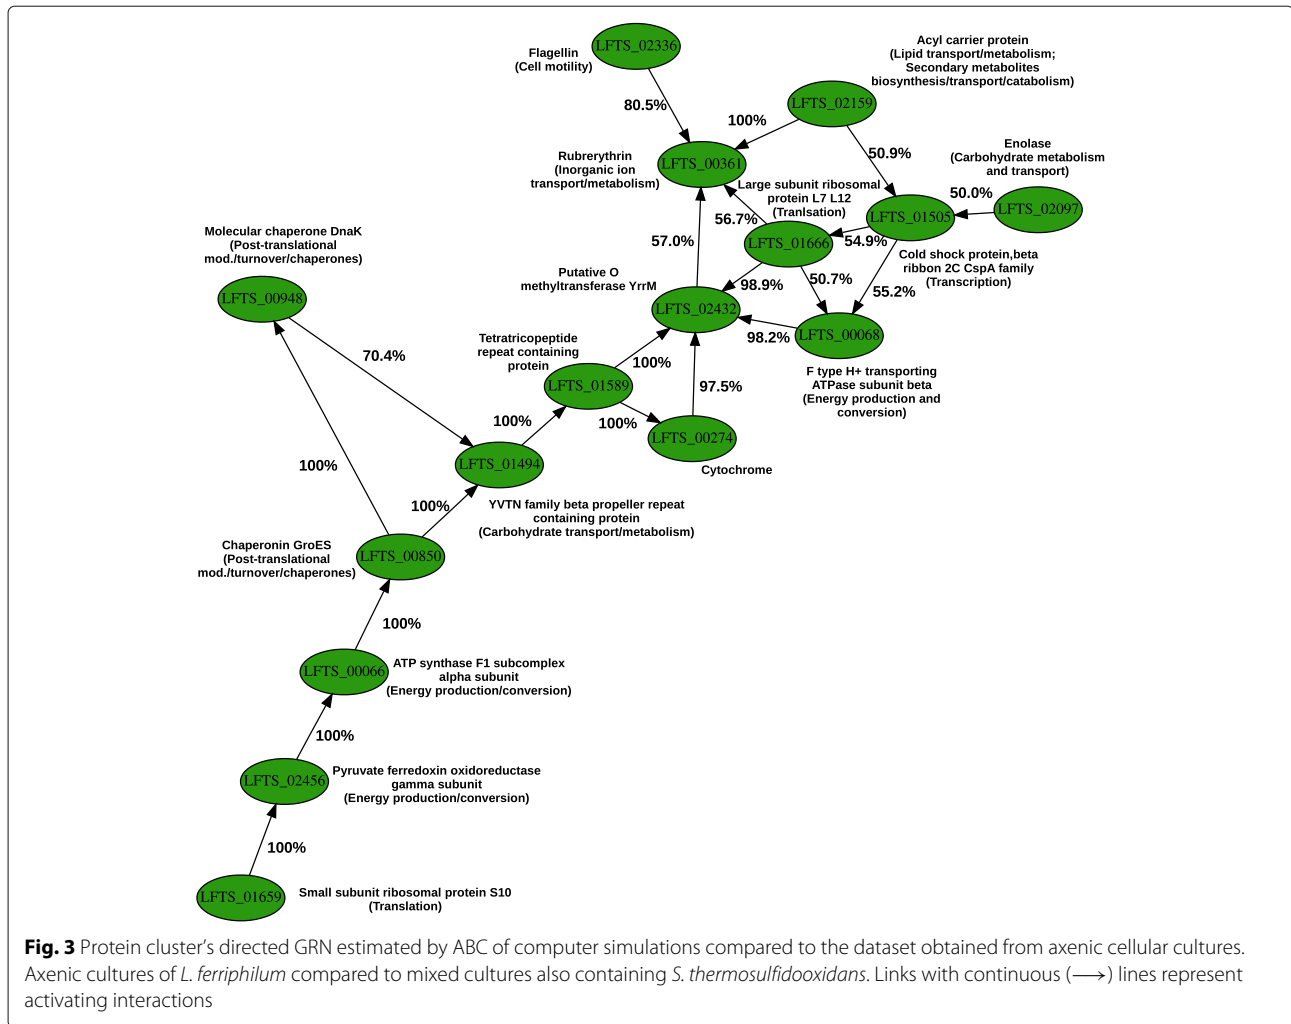 LFTS_02336
Flagellin
(Cell motility)
80.5%
Acyl carrier protein
(Lipid transport/metabolism;
Secondary metabolites
biosynthesis/transport/catabolism)
LFTS_02159
100%
50.9%
Enolase
(Carbohydrate metabolism
and transport)
50.0%
LFTS_02097
Rubrerythrin
(Inorganic ion
transport/metabolism)
LFTS_00361
Large subunit ribosomal
protein L7 L12
(Tranlsation)
56.7%
LFTS_01505
LFTS_01666
54.9%
Cold shock protein,beta
ribbon 2C CspA family
(Transcription)
57.0%
98.9%
50.7%
55.2%
Molecular chaperone DnaK
(Post-translational
mod./turnover/chaperones)
LFTS_00948
Putative O
methyltransferase YrrM
LFTS_02432
98.2%
LFTS_00068
F type H+ transporting
ATPase subunit beta
(Energy production and
conversion)
70.4%
Tetratricopeptide
repeat containing
protein
100%
LFTS_01589
97.5%
100%
100%
LFTS_00274
Cytochrome
100%
LFTS_01494
YVTN family beta propeller repeat
containing protein
(Carbohydrate transport/metabolism)
100%
Chaperonin GroES
(Post-translational
mod./turnover/chaperones)
LFTS_00850
100%
LFTS_00066
ATP synthase F1 subcomplex
alpha subunit
(Energy production/conversion)
100%
LFTS_02456
Pyruvate ferredoxin oxidoreductase
gamma subunit
(Energy production/conversion)
100%
LFTS_01659
Small subunit ribosomal protein S10
(Translation)
Fig. 3 Protein cluster's directed GRN estimated by ABC of computer simulations compared to the dataset obtained from axenic cellular cultures.
Axenic cultures of L. ferriphilum compared to mixed cultures also containing S. thermosulfidooxidans. Links with continuous (⟶) lines represent
activating interactions